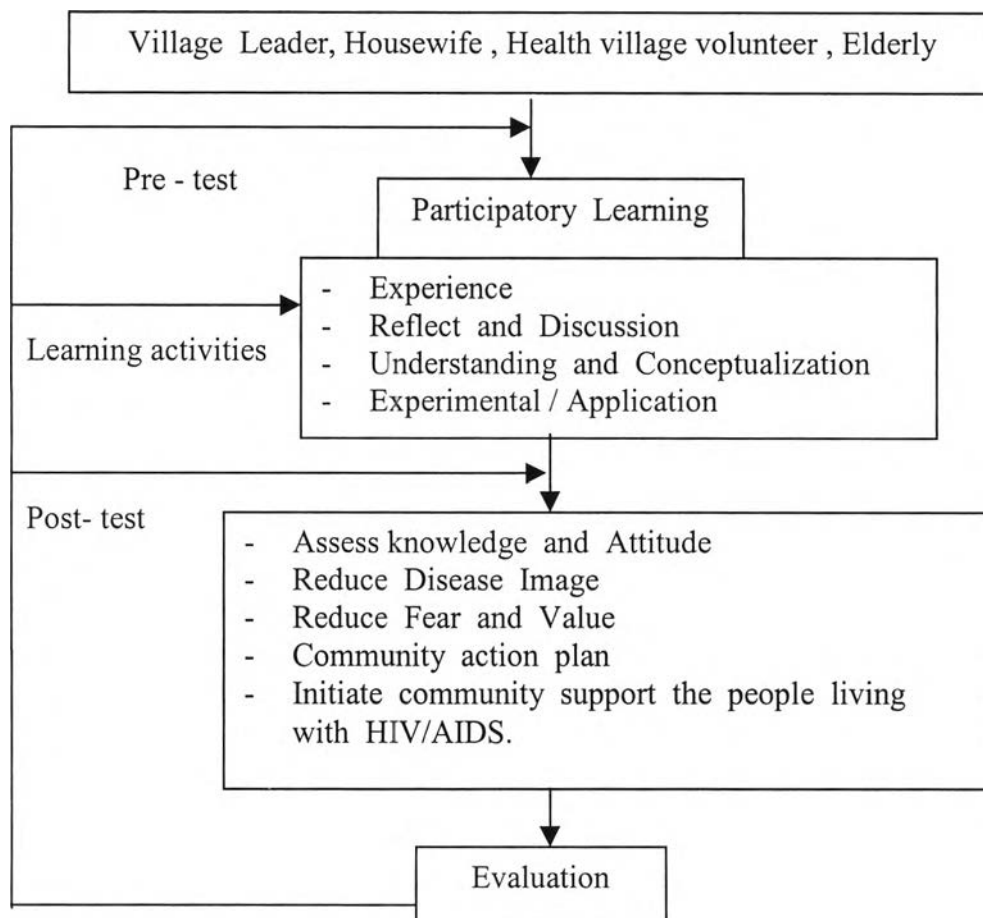 Village Leader, Housewife , Health village volunteer , Elderly
Pre - test
Participatory Learning
- Experience
- Reflect and Discussion
Learning activities
- Understanding and Conceptualization
- Experimental / Application
Post- test
- Assess knowledge and Attitude
- Reduce Disease Image
- Reduce Fear and Value
- Community action plan
- Initiate community support the people living
with HIV/AIDS.
Evaluation